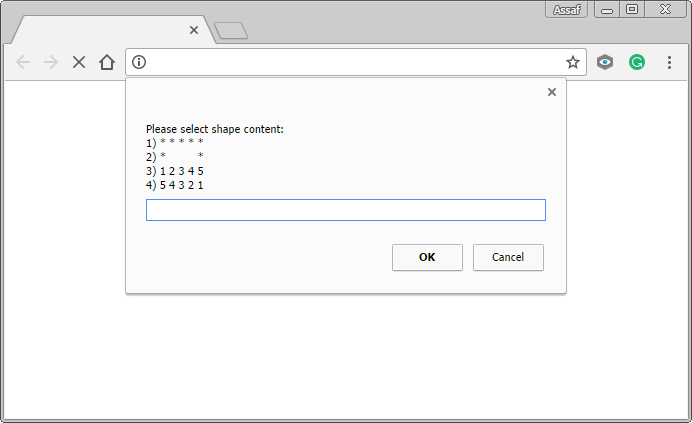 Assaf
Please select shape content:
1) * * * * *
2) *       *
3) 1 2 3 4 5
4) 5 4 3 2 1
OK
Cancel